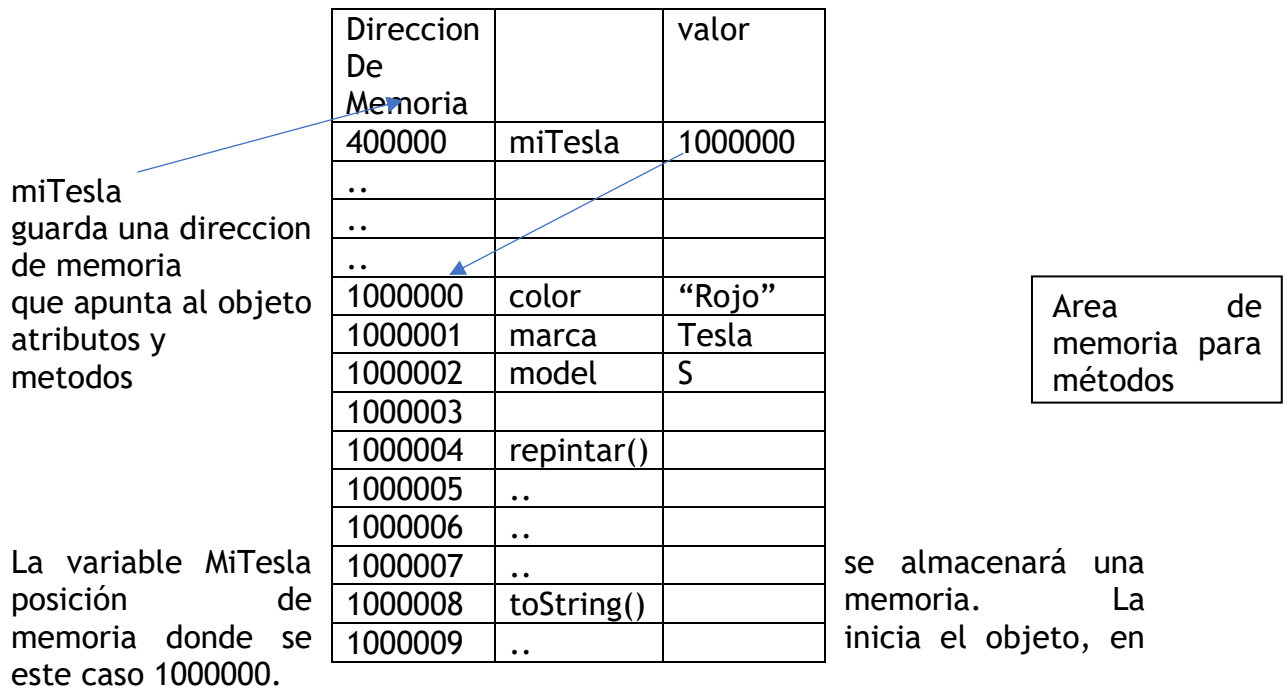 Direccion valor
De
Memoria
400000 miTesla 1000000
..
..
..
1000000 color “Rojo”
1000001 marca Tesla
1000002 model S
1000003
1000004 repintar()
1000005 ..
1000006 ..
1000007 ..
1000008 toString()
1000009 ..
miTesla
guarda una direccion
de memoria
que apunta al objeto
atributos y
metodos
Area de
memoria para
métodos
La variable MiTesla se almacenará una
posición de memoria. La
memoria donde se inicia el objeto, en
este caso 1000000.